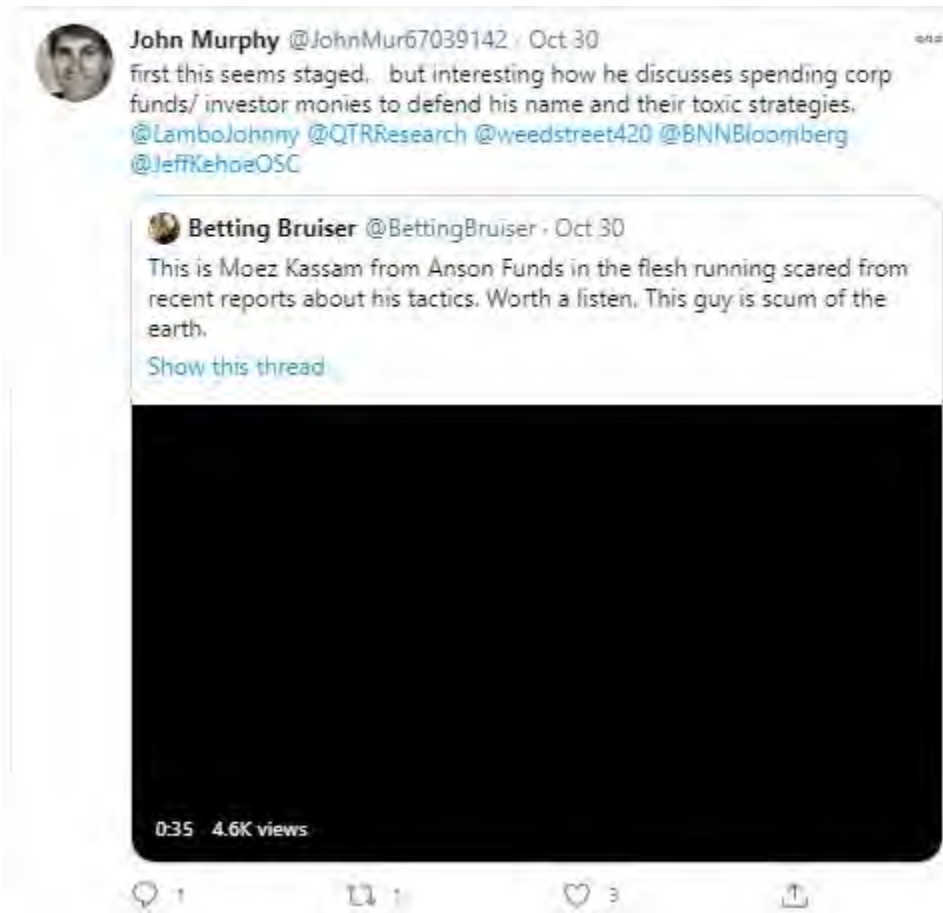 John Murphy @JohnMur67039142 · Oct 30
first this seems staged. but interesting how he discusses spending corp
funds/ investor monies to defend his name and their toxic strategies.
@LamboJohnny @QTRResearch @weedstreet420 @BNNBloomberg
@JeffKehoeOSC
Betting Bruiser @BettingBruiser · Oct 30
This is Moez Kassam from Anson Funds in the flesh running scared from
recent reports about his tactics. Worth a listen. This guy is scum of the
earth.
Show this thread
0:35 4.6K views
1 1 3